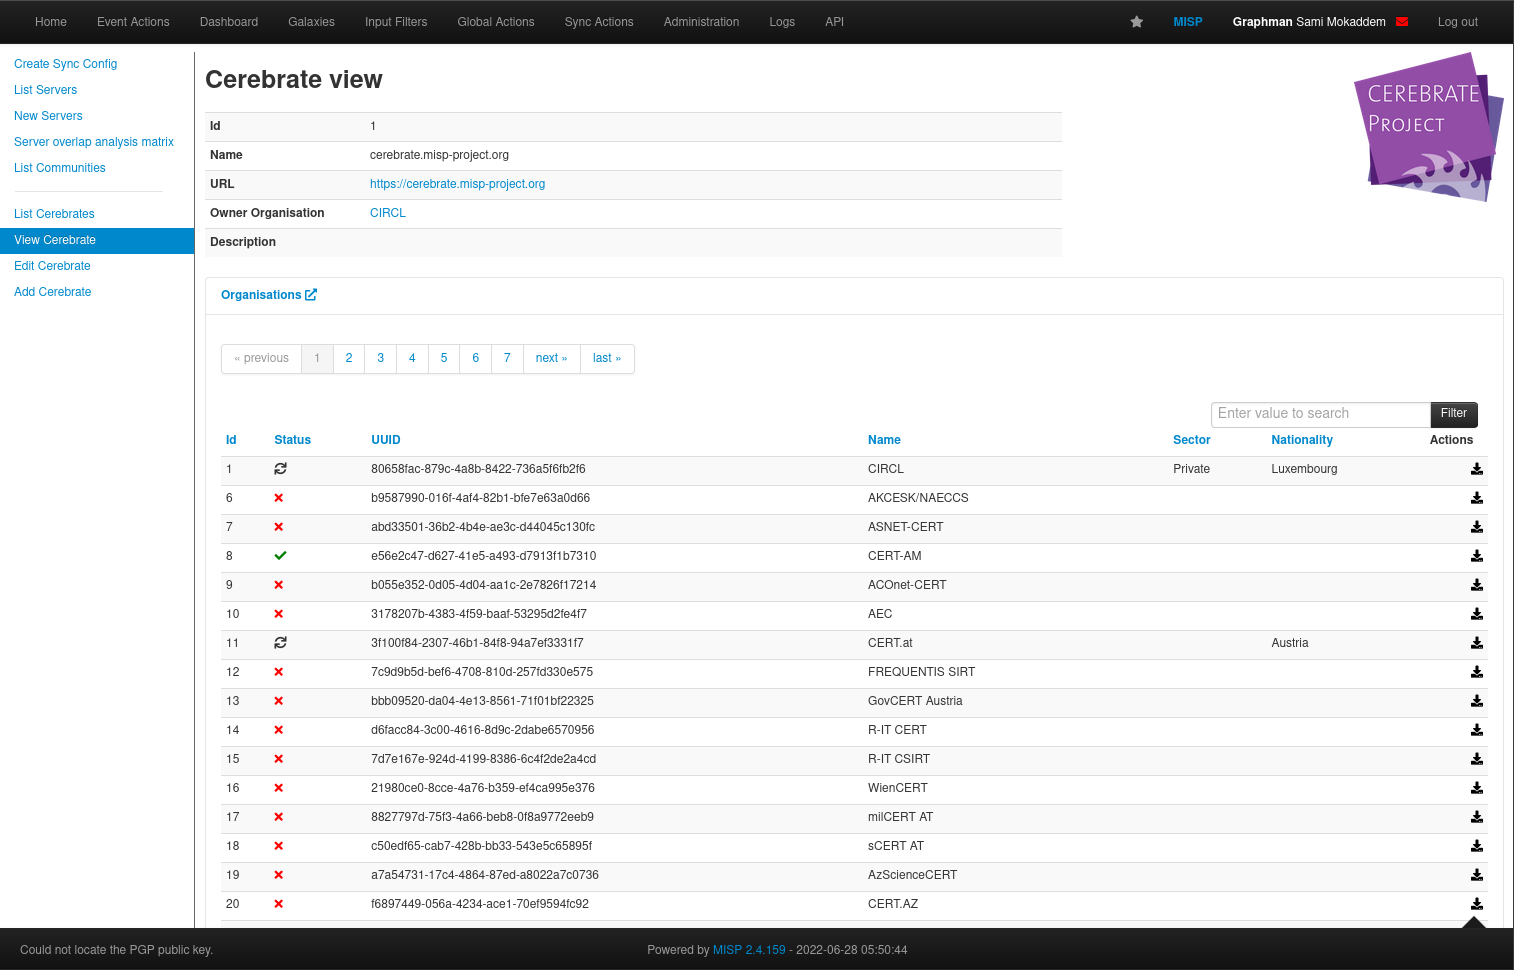 Home Event Actions Dashboard Galaxies Input Filters Global Actions Sync Actions Administration Logs API MISP Graphman Sami Mokaddem Log out
Create Sync Config
List Servers
New Servers
Server overlap analysis matrix
List Communities
List Cerebrates
View Cerebrate
Edit Cerebrate
Add Cerebrate
Cerebrate view
CEREBRATE
PROJECT
Id 1
Name cerebrate.misp-project.org
URL https://cerebrate.misp-project.org
Owner Organisation CIRCL
Description
Organisations
« previous 1 2 3 4 5 6 7 next » last »
Enter value to search Filter
Id Status UUID Name Sector Nationality Actions
1 80658fac-879c-4a8b-8422-736a5f6fb2f6 CIRCL Private Luxembourg
6 b9587990-016f-4af4-82b1-bfe7e63a0d66 AKCESK/NAECCS
7 abd33501-36b2-4b4e-ae3c-d44045c130fc ASNET-CERT
8 e56e2c47-d627-41e5-a493-d7913f1b7310 CERT-AM
9 b055e352-0d05-4d04-aa1c-2e7826f17214 ACOnet-CERT
10 3178207b-4383-4f59-baaf-53295d2fe4f7 AEC
11 3f100f84-2307-46b1-84f8-94a7ef3331f7 CERT.at Austria
12 7c9d9b5d-bef6-4708-810d-257fd330e575 FREQUENTIS SIRT
13 bbb09520-da04-4e13-8561-71f01bf22325 GovCERT Austria
14 d6facc84-3c00-4616-8d9c-2dabe6570956 R-IT CERT
15 7d7e167e-924d-4199-8386-6c4f2de2a4cd R-IT CSIRT
16 21980ce0-8cce-4a76-b359-ef4ca995e376 WienCERT
17 8827797d-75f3-4a66-beb8-0f8a9772eeb9 milCERT AT
18 c50edf65-cab7-428b-bb33-543e5c65895f sCERT AT
19 a7a54731-17c4-4864-87ed-a8022a7c0736 AzScienceCERT
20 f6897449-056a-4234-ace1-70ef9594fc92 CERT.AZ
Could not locate the PGP public key. Powered by MISP 2.4.159 - 2022-06-28 05:50:44